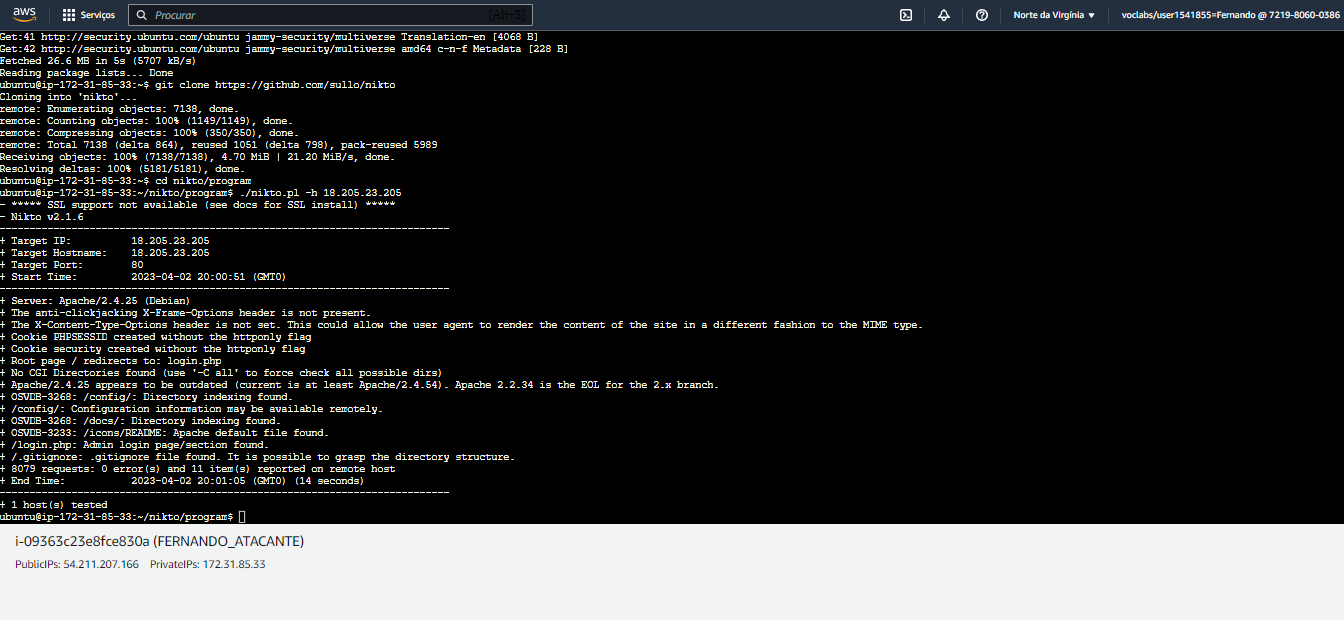 aws Serviços Procurar [Alt+S] Norte da Virgínia ▼ voclabs/user1541855=Fernando @ 7219-8060-0386
Get:41 http://security.ubuntu.com/ubuntu jammy-security/multiverse Translation-en [4068 B]
Get:42 http://security.ubuntu.com/ubuntu jammy-security/multiverse amd64 c-n-f Metadata [228 B]
Fetched 26.6 MB in 5s (5707 kB/s)
Reading package lists... Done
ubuntu@ip-172-31-85-33:~$ git clone https://github.com/sullo/nikto
Cloning into 'nikto'...
remote: Enumerating objects: 7138, done.
remote: Counting objects: 100% (1149/1149), done.
remote: Compressing objects: 100% (350/350), done.
remote: Total 7138 (delta 864), reused 1051 (delta 798), pack-reused 5989
Receiving objects: 100% (7138/7138), 4.70 MiB | 21.20 MiB/s, done.
Resolving deltas: 100% (5181/5181), done.
ubuntu@ip-172-31-85-33:~$ cd nikto/program
ubuntu@ip-172-31-85-33:~/nikto/program$ ./nikto.pl -h 18.205.23.205
- ***** SSL support not available (see docs for SSL install) *****
- Nikto v2.1.6
---------------------------------------------------------------------------
+ Target IP:          18.205.23.205
+ Target Hostname:    18.205.23.205
+ Target Port:        80
+ Start Time:         2023-04-02 20:00:51 (GMT0)
---------------------------------------------------------------------------
+ Server: Apache/2.4.25 (Debian)
+ The anti-clickjacking X-Frame-Options header is not present.
+ The X-Content-Type-Options header is not set. This could allow the user agent to render the content of the site in a different fashion to the MIME type.
+ Cookie PHPSESSID created without the httponly flag
+ Cookie security created without the httponly flag
+ Root page / redirects to: login.php
+ No CGI Directories found (use '-C all' to force check all possible dirs)
+ Apache/2.4.25 appears to be outdated (current is at least Apache/2.4.54). Apache 2.2.34 is the EOL for the 2.x branch.
+ OSVDB-3268: /config/: Directory indexing found.
+ /config/: Configuration information may be available remotely.
+ OSVDB-3268: /docs/: Directory indexing found.
+ OSVDB-3233: /icons/README: Apache default file found.
+ /login.php: Admin login page/section found.
+ /.gitignore: .gitignore file found. It is possible to grasp the directory structure.
+ 8079 requests: 0 error(s) and 11 item(s) reported on remote host
+ End Time:           2023-04-02 20:01:05 (GMT0) (14 seconds)
---------------------------------------------------------------------------
+ 1 host(s) tested
ubuntu@ip-172-31-85-33:~/nikto/program$
i-09363c23e8fce830a (FERNANDO_ATACANTE)
PublicIPs: 54.211.207.166 PrivateIPs: 172.31.85.33